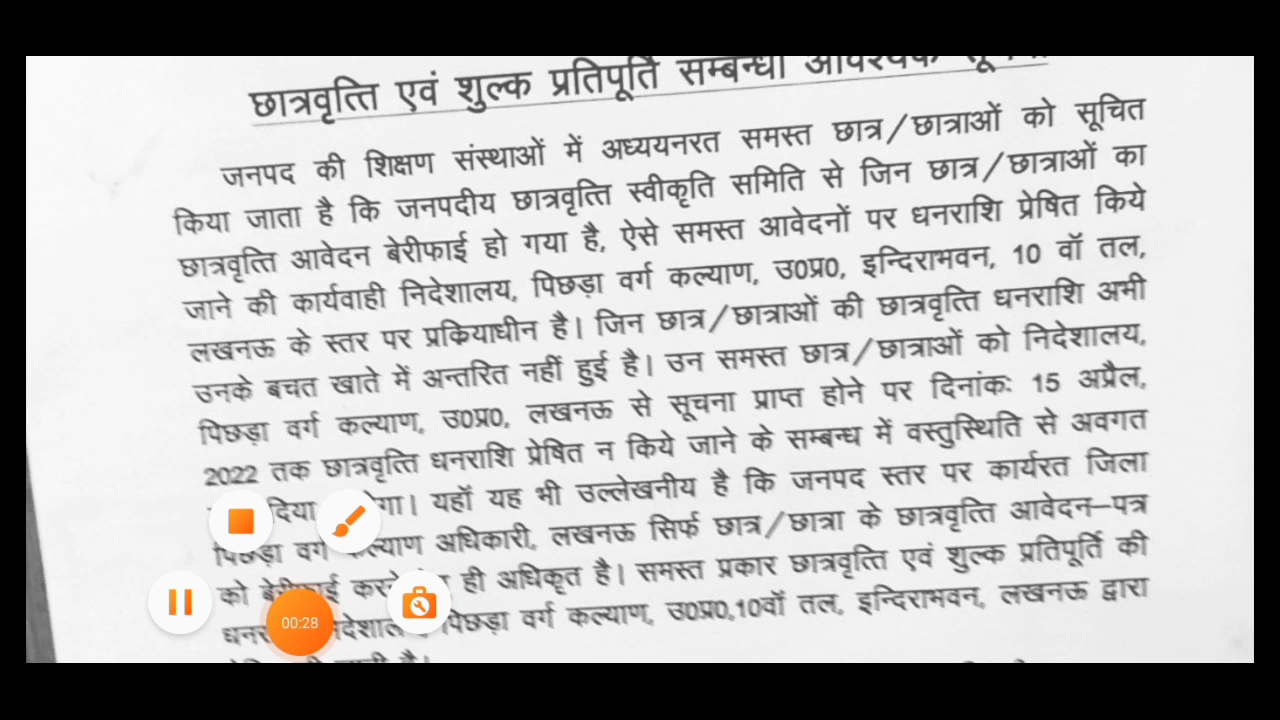 छात्रवृत्ति एवं शुल्क प्रतिपूर्ति सम्बन्धी आवश्यक
जनपद की शिक्षण संस्थाओं में अध्ययनरत समस्त छात्र/छात्राओं को सूचित
किया जाता है कि जनपदीय छात्रवृत्ति स्वीकृति समिति से जिन छात्र/छात्राओं का
छात्रवृत्ति आवेदन बेरीफाई हो गया है, ऐसे समस्त आवेदनों पर धनराशि प्रेषित किये
जाने की कार्यवाही निदेशालय, पिछड़ा वर्ग कल्याण, उ0प्र0, इन्दिराभवन, 10 वॉ तल,
लखनऊ के स्तर पर प्रकियाधीन है। जिन छात्र/छात्राओं की छात्रवृत्ति धनराशि अभी
उनके बचत खाते में अन्तरित नहीं हुई है। उन समस्त छात्र/छात्राओं को निदेशालय,
पिछड़ा वर्ग कल्याण, उ0प्र0, लखनऊ से सूचना प्राप्त होने पर दिनांकः 15 अप्रैल,
2022 तक छात्रवृत्ति धनराशि प्रेषित न किये जाने के सम्बन्ध में वस्तुस्थिति से अवगत
दिया गा। यहॉ यह भी उल्लेखनीय है कि जनपद स्तर पर कार्यरत जिला
पिछड़ा वर्ग कल्याण अधिकारी, लखनऊ सिर्फ छात्र/छात्रा के छात्रवृत्ति आवेदन–पत्र
को बेरीफाई करने ही अधिकृत है। समस्त प्रकार छात्रवृत्ति एवं शुल्क प्रतिपूर्ति की
पिछड़ा वर्ग कल्याण, उ0प्र0,10वॉ तल, इन्दिराभवन, लखनऊ द्वारा
00:28